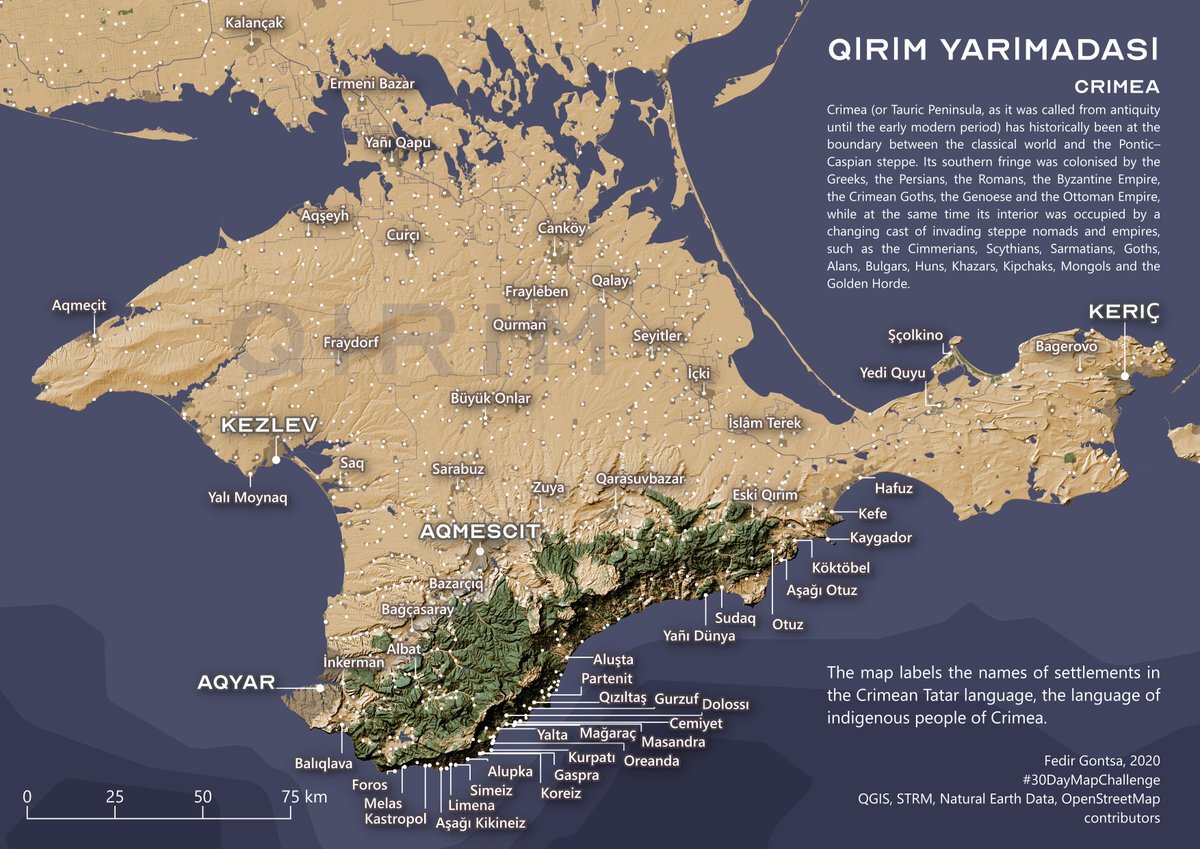 QİRİM YARİMADASİ
CRIMEA
Crimea (or Tauric Peninsula, as it was called from antiquity
until the early modern period) has historically been at the
boundary between the classical world and the Pontic–
Caspian steppe. Its southern fringe was colonised by the
Greeks, the Persians, the Romans, the Byzantine Empire,
the Crimean Goths, the Genoese and the Ottoman Empire,
while at the same time its interior was occupied by a
changing cast of invading steppe nomads and empires,
such as the Cimmerians, Scythians, Sarmatians, Goths,
Alans, Bulgars, Huns, Khazars, Kipchaks, Mongols and the
Golden Horde.
Kalançak
Ermeni Bazar
Yañı Qapu
Aqşeyh
Curçı
Canköy
Qalay
Frayleben
Aqmeçit
QIRIM
Qurman
Seyitler
Fraydorf
İçki
Büyük Onlar
İslâm Terek
KERIÇ
Şçolkino
Bagerovo
Yedi Quyu
KEZLEV
Saq
Sarabuz
Yalı Moynaq
Zuya
Qarasuvbazar
Eski Qırım
Hafuz
Kefe
Kaygador
AQMESCIT
Köktöbel
Bazarçıq
Aşağı Otuz
Bağçasaray
Sudaq
Otuz
Yañı Dünya
Albat
İnkerman
AQYAR
Aluşta
Partenit
Qızıltaş
Gurzuf
Dolossı
Cemiyet
Yalta
Mağaraç
Masandra
Balıqlava
Kurpatı
Oreanda
Foros
Alupka
Gaspra
Melas
Simeiz
Koreiz
Kastropol
Limena
Aşağı Kikineiz
0 25 50 75 km
The map labels the names of settlements in
the Crimean Tatar language, the language of
indigenous people of Crimea.
Fedir Gontsa, 2020
#30DayMapChallenge
QGIS, STRM, Natural Earth Data, OpenStreetMap
contributors